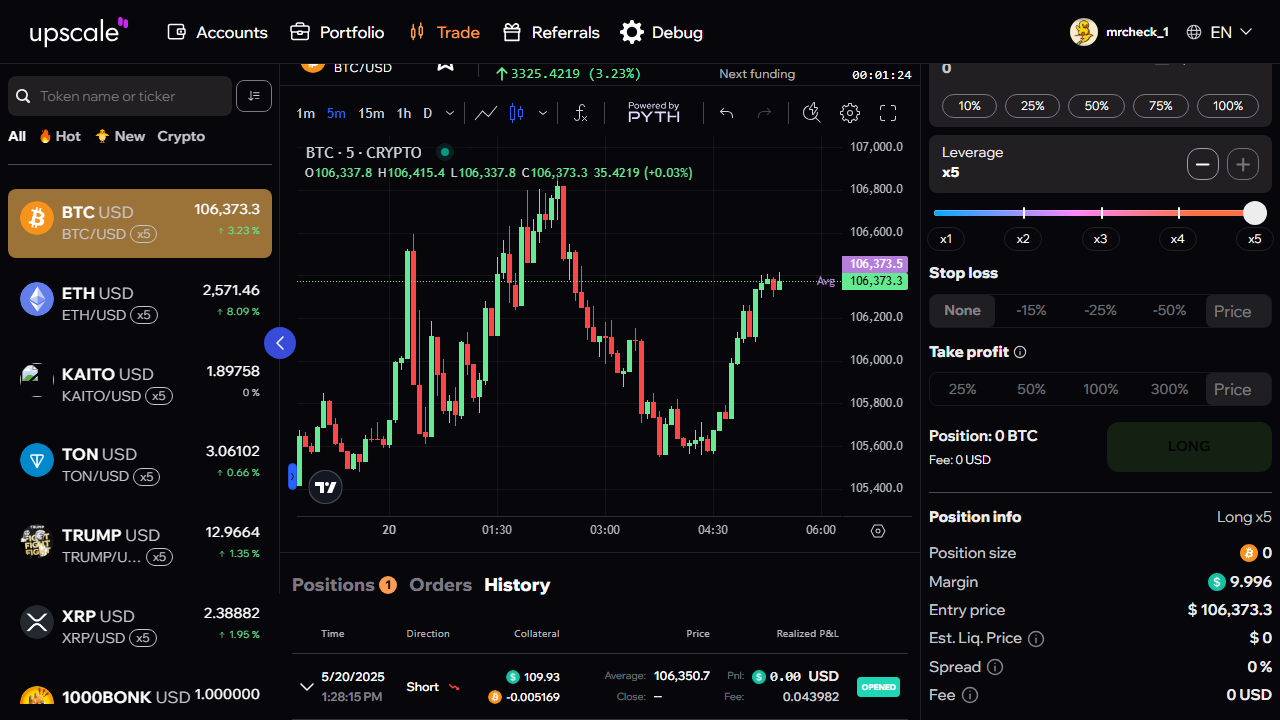 upscale Accounts Portfolio Trade Referrals Debug mrcheck_1 EN
Token name or ticker
All Hot New Crypto
BTC USD 106,373.3
BTC/USD x5 ↑ 3.23 %
ETH USD 2,571.46
ETH/USD x5 ↑ 8.09 %
KAITO USD 1.89758
KAITO/USD x5 0 %
TON USD 3.06102
TON/USD x5 ↑ 0.66 %
TRUMP USD 12.9664
TRUMP/U... x5 ↑ 1.35 %
XRP USD 2.38882
XRP/USD x5 ↑ 1.95 %
1000BONK USD 1.000000
BTC/USD ↑ 3325.4219 (3.23%) Next funding 00:01:24
1m 5m 15m 1h D Powered by
PYTH
BTC · 5 · CRYPTO
O106,337.8 H106,415.4 L106,337.8 C106,373.3 35.4219 (+0.03%)
107,000.0
106,800.0
106,600.0
106,373.5
Avg 106,373.3
106,200.0
106,000.0
105,800.0
105,600.0
105,400.0
20 01:30 03:00 04:30 06:00
Positions 1 Orders History
Time Direction Collateral Price Realized P&L
5/20/2025 Short $ 109.93 Average: 106,350.7 Pnl: $ 0.00 USD OPENED
1:28:15 PM -0.005169 Close: -- Fee: 0.043982
0
10% 25% 50% 75% 100%
Leverage
x5
x1 x2 x3 x4 x5
Stop loss
None -15% -25% -50% Price
Take profit
25% 50% 100% 300% Price
Position: 0 BTC LONG
Fee: 0 USD
Position info Long x5
Position size 0
Margin $ 9.996
Entry price $ 106,373.3
Est. Liq. Price $ 0
Spread 0 %
Fee 0 USD